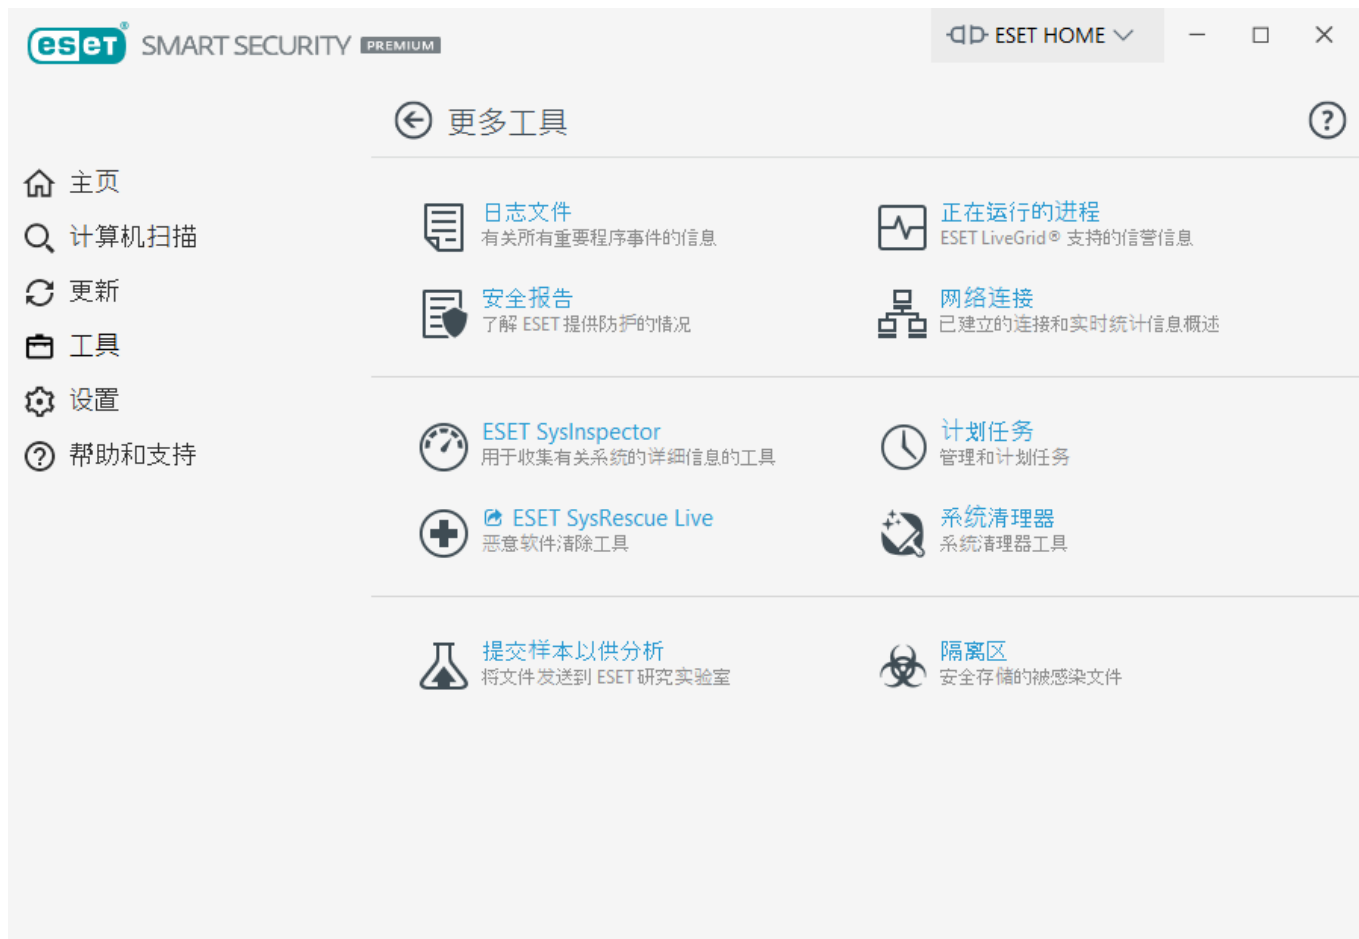 eset® SMART SECURITY PREMIUM
ESET HOME
更多工具
主页
计算机扫描
更新
工具
设置
帮助和支持
日志文件
有关所有重要程序事件的信息
正在运行的进程
ESET LiveGrid® 支持的信誉信息
安全报告
了解 ESET 提供防护的情况
网络连接
已建立的连接和实时统计信息概述
ESET SysInspector
用于收集有关系统的详细信息的工具
计划任务
管理和计划任务
ESET SysRescue Live
恶意软件清除工具
系统清理器
系统清理器工具
提交样本以供分析
将文件发送到 ESET 研究实验室
隔离区
安全存储的被感染文件